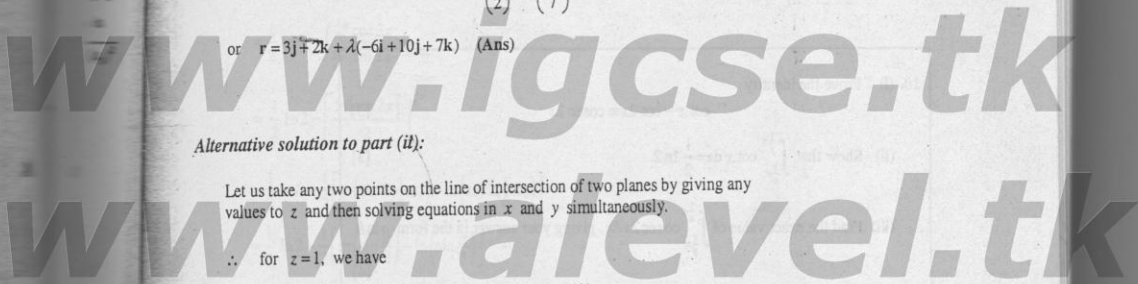 (2) (7)
or r = 3j + 2k + λ(−6i + 10j + 7k) (Ans)
www.igcse.tk
Alternative solution to part (ii):
Let us take any two points on the line of intersection of two planes by giving any
values to z and then solving equations in x and y simultaneously.
www.alevel.tk
∴ for z = 1, we have